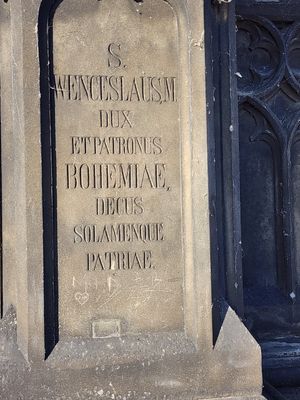 S.
WENCESLAUS, M
DUX
ET PATRONUS
BOHEMIAE,
DECUS
SOLAMENQUE
PATRIAE.